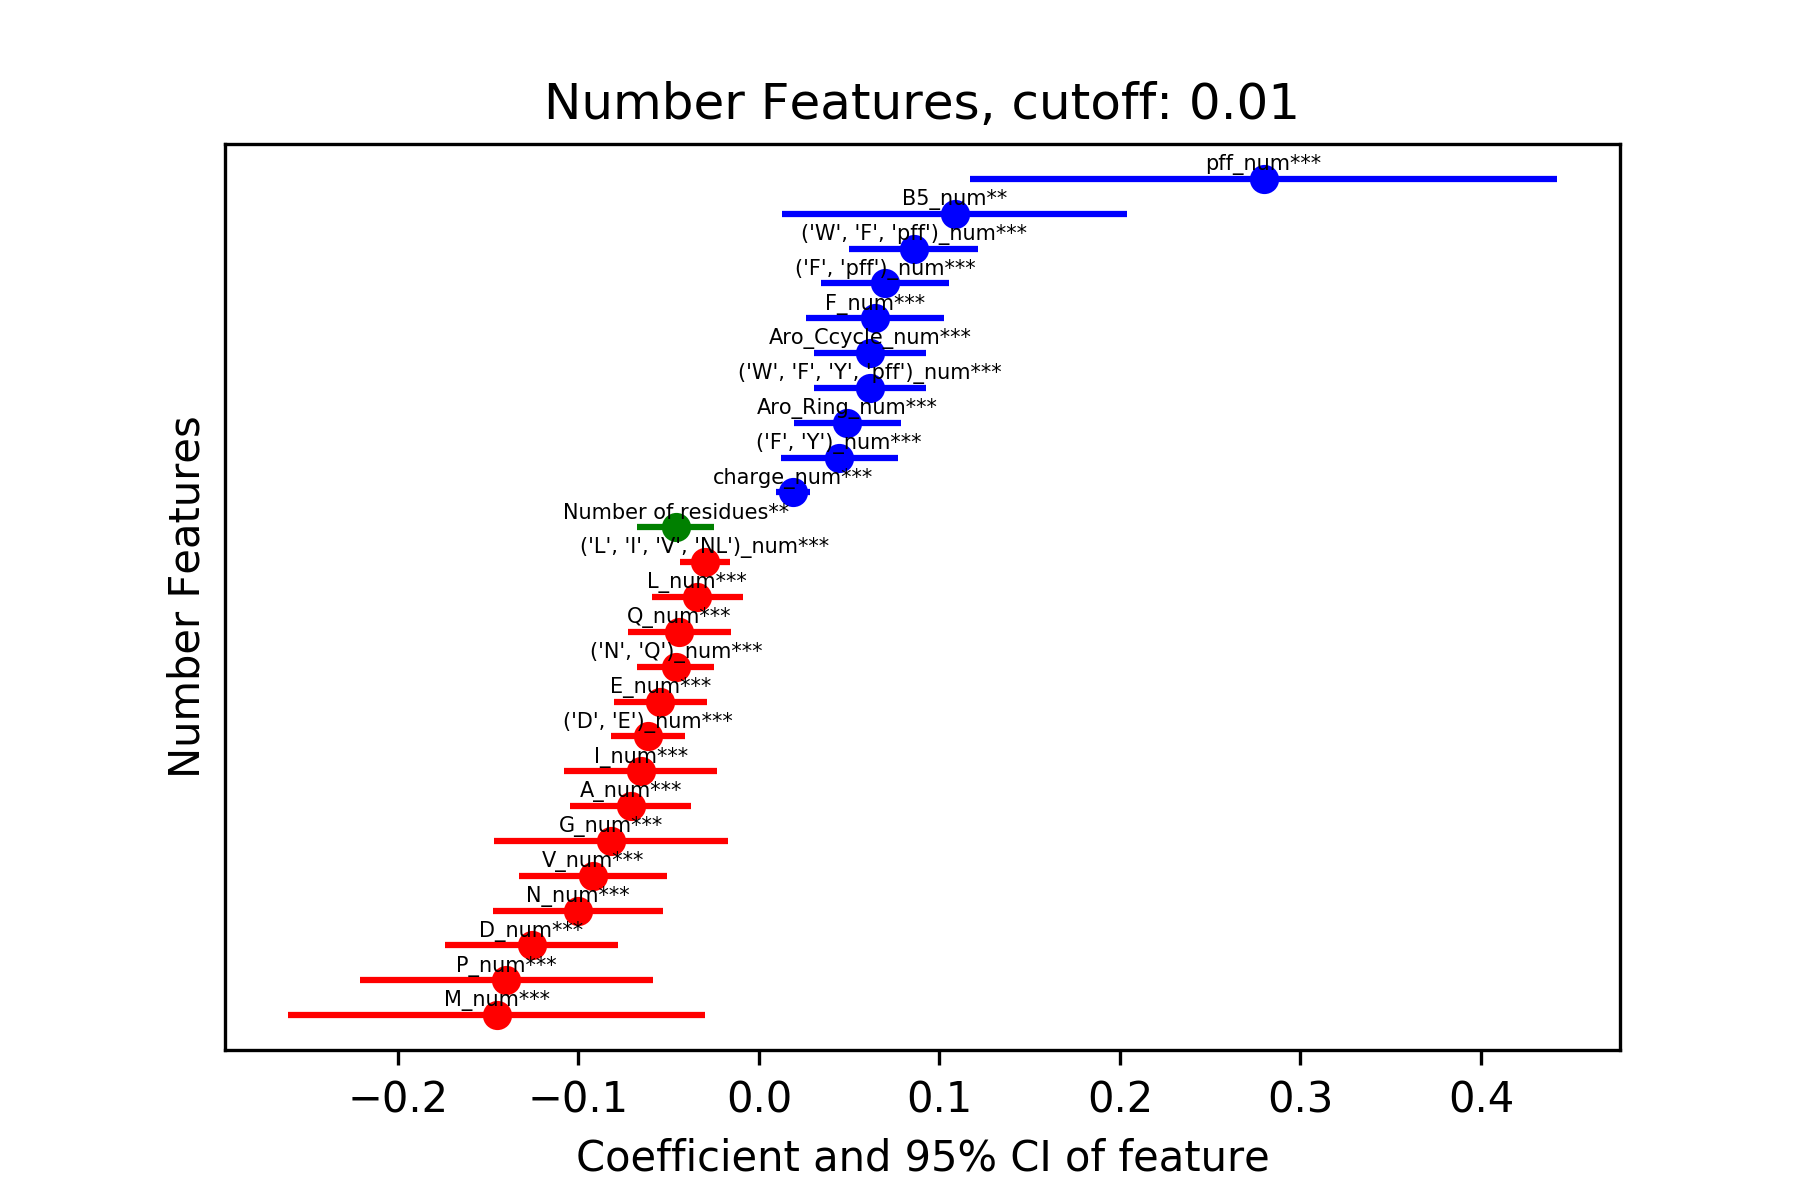 Number Features, cutoff: 0.01
pff_num***
B5_num**
('W', 'F', 'pff')_num***
('F', 'pff')_num***
F_num***
Aro_Ccycle_num***
('W', 'F', 'Y', 'pff')_num***
Aro_Ring_num***
('F', 'Y')_num***
charge_num***
Number of residues**
('L', 'I', 'V', 'NL')_num***
L_num***
Q_num***
('N', 'Q')_num***
E_num***
('D', 'E')_num***
I_num***
A_num***
G_num***
V_num***
N_num***
D_num***
P_num***
M_num***
Number Features
−0.2 −0.1 0.0 0.1 0.2 0.3 0.4
Coefficient and 95% CI of feature